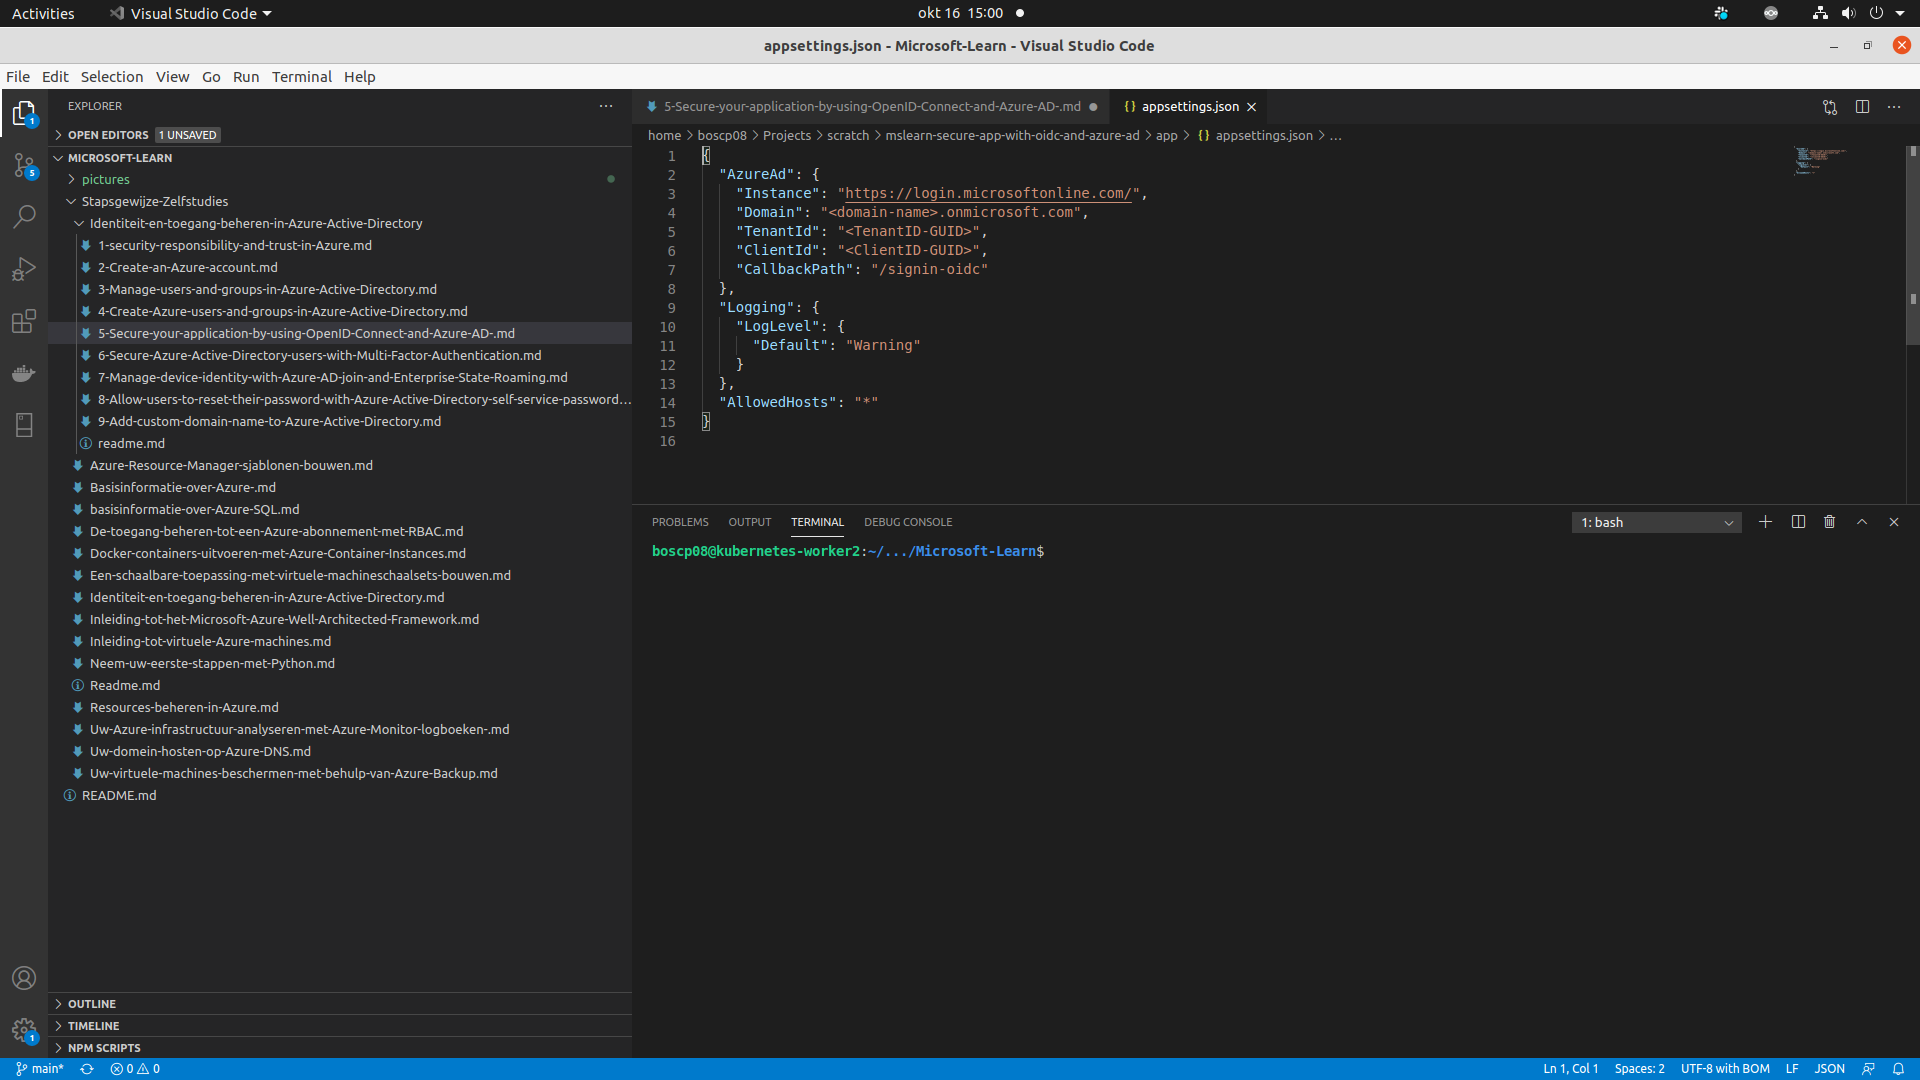 Activities Visual Studio Code okt 16 15:00
appsettings.json - Microsoft-Learn - Visual Studio Code
File Edit Selection View Go Run Terminal Help
EXPLORER
OPEN EDITORS 1 UNSAVED
MICROSOFT-LEARN
pictures
Stapsgewijze-Zelfstudies
Identiteit-en-toegang-beheren-in-Azure-Active-Directory
1-security-responsibility-and-trust-in-Azure.md
2-Create-an-Azure-account.md
3-Manage-users-and-groups-in-Azure-Active-Directory.md
4-Create-Azure-users-and-groups-in-Azure-Active-Directory.md
5-Secure-your-application-by-using-OpenID-Connect-and-Azure-AD-.md
6-Secure-Azure-Active-Directory-users-with-Multi-Factor-Authentication.md
7-Manage-device-identity-with-Azure-AD-join-and-Enterprise-State-Roaming.md
8-Allow-users-to-reset-their-password-with-Azure-Active-Directory-self-service-password...
9-Add-custom-domain-name-to-Azure-Active-Directory.md
readme.md
Azure-Resource-Manager-sjablonen-bouwen.md
Basisinformatie-over-Azure-.md
basisinformatie-over-Azure-SQL.md
De-toegang-beheren-tot-een-Azure-abonnement-met-RBAC.md
Docker-containers-uitvoeren-met-Azure-Container-Instances.md
Een-schaalbare-toepassing-met-virtuele-machineschaalsets-bouwen.md
Identiteit-en-toegang-beheren-in-Azure-Active-Directory.md
Inleiding-tot-het-Microsoft-Azure-Well-Architected-Framework.md
Inleiding-tot-virtuele-Azure-machines.md
Neem-uw-eerste-stappen-met-Python.md
Readme.md
Resources-beheren-in-Azure.md
Uw-Azure-infrastructuur-analyseren-met-Azure-Monitor-logboeken-.md
Uw-domein-hosten-op-Azure-DNS.md
Uw-virtuele-machines-beschermen-met-behulp-van-Azure-Backup.md
README.md
OUTLINE
TIMELINE
NPM SCRIPTS
1
5
1
5-Secure-your-application-by-using-OpenID-Connect-and-Azure-AD-.md {} appsettings.json
home > boscp08 > Projects > scratch > mslearn-secure-app-with-oidc-and-azure-ad > app > {} appsettings.json > ...
1 {
2 "AzureAd": {
3 "Instance": "https://login.microsoftonline.com/",
4 "Domain": "<domain-name>.onmicrosoft.com",
5 "TenantId": "<TenantID-GUID>",
6 "ClientId": "<ClientID-GUID>",
7 "CallbackPath": "/signin-oidc"
8 },
9 "Logging": {
10 "LogLevel": {
11 "Default": "Warning"
12 }
13 },
14 "AllowedHosts": "*"
15 }
16
PROBLEMS OUTPUT TERMINAL DEBUG CONSOLE 1: bash
boscp08@kubernetes-worker2:~/.../Microsoft-Learn$
main* 0 0 Ln 1, Col 1 Spaces: 2 UTF-8 with BOM LF JSON